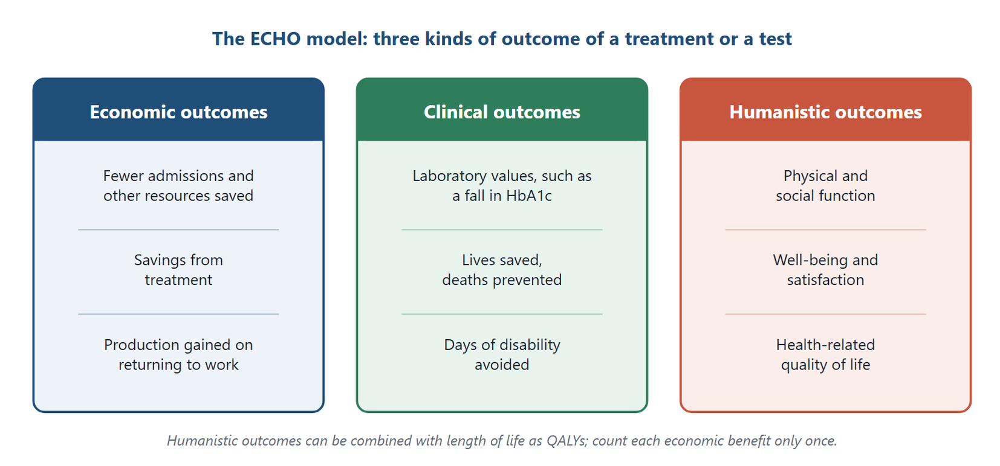 The ECHO model: three kinds of outcome of a treatment or a test
Economic outcomes
Fewer admissions and
other resources saved
Savings from
treatment
Production gained on
returning to work
Clinical outcomes
Laboratory values, such as
a fall in HbA1c
Lives saved,
deaths prevented
Days of disability
avoided
Humanistic outcomes
Physical and
social function
Well-being and
satisfaction
Health-related
quality of life
Humanistic outcomes can be combined with length of life as QALYs; count each economic benefit only once.